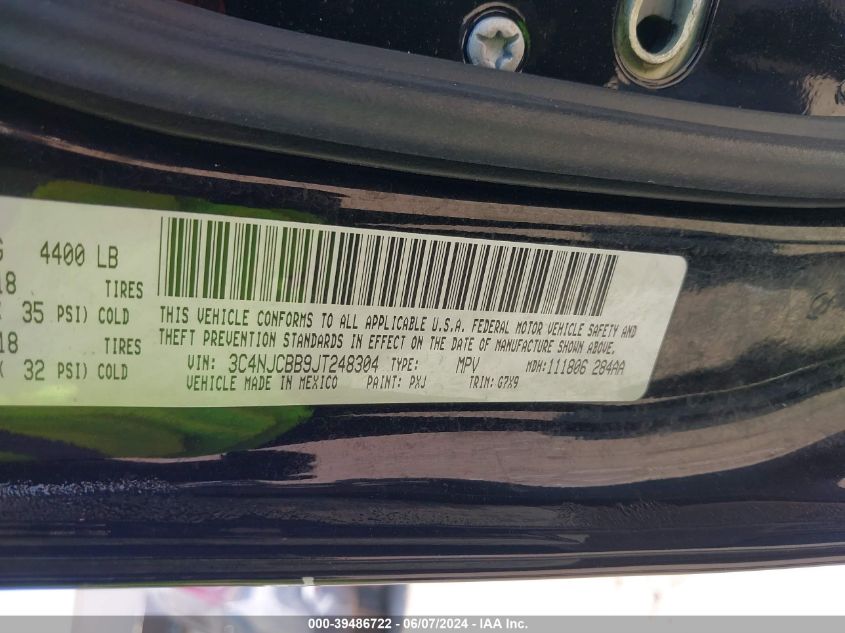 4400 LB
18 TIRES
35 PSI) COLD
18 TIRES
32 PSI) COLD
THIS VEHICLE CONFORMS TO ALL APPLICABLE U.S.A. FEDERAL MOTOR VEHICLE SAFETY AND
THEFT PREVENTION STANDARDS IN EFFECT ON THE DATE OF MANUFACTURE SHOWN ABOVE.
VIN: 3C4NJCBB9JT248304 TYPE: MPV MDH:111806 284AA
VEHICLE MADE IN MEXICO PAINT: PXJ TRIM: G7X9
000-39486722 - 06/07/2024 - IAA Inc.